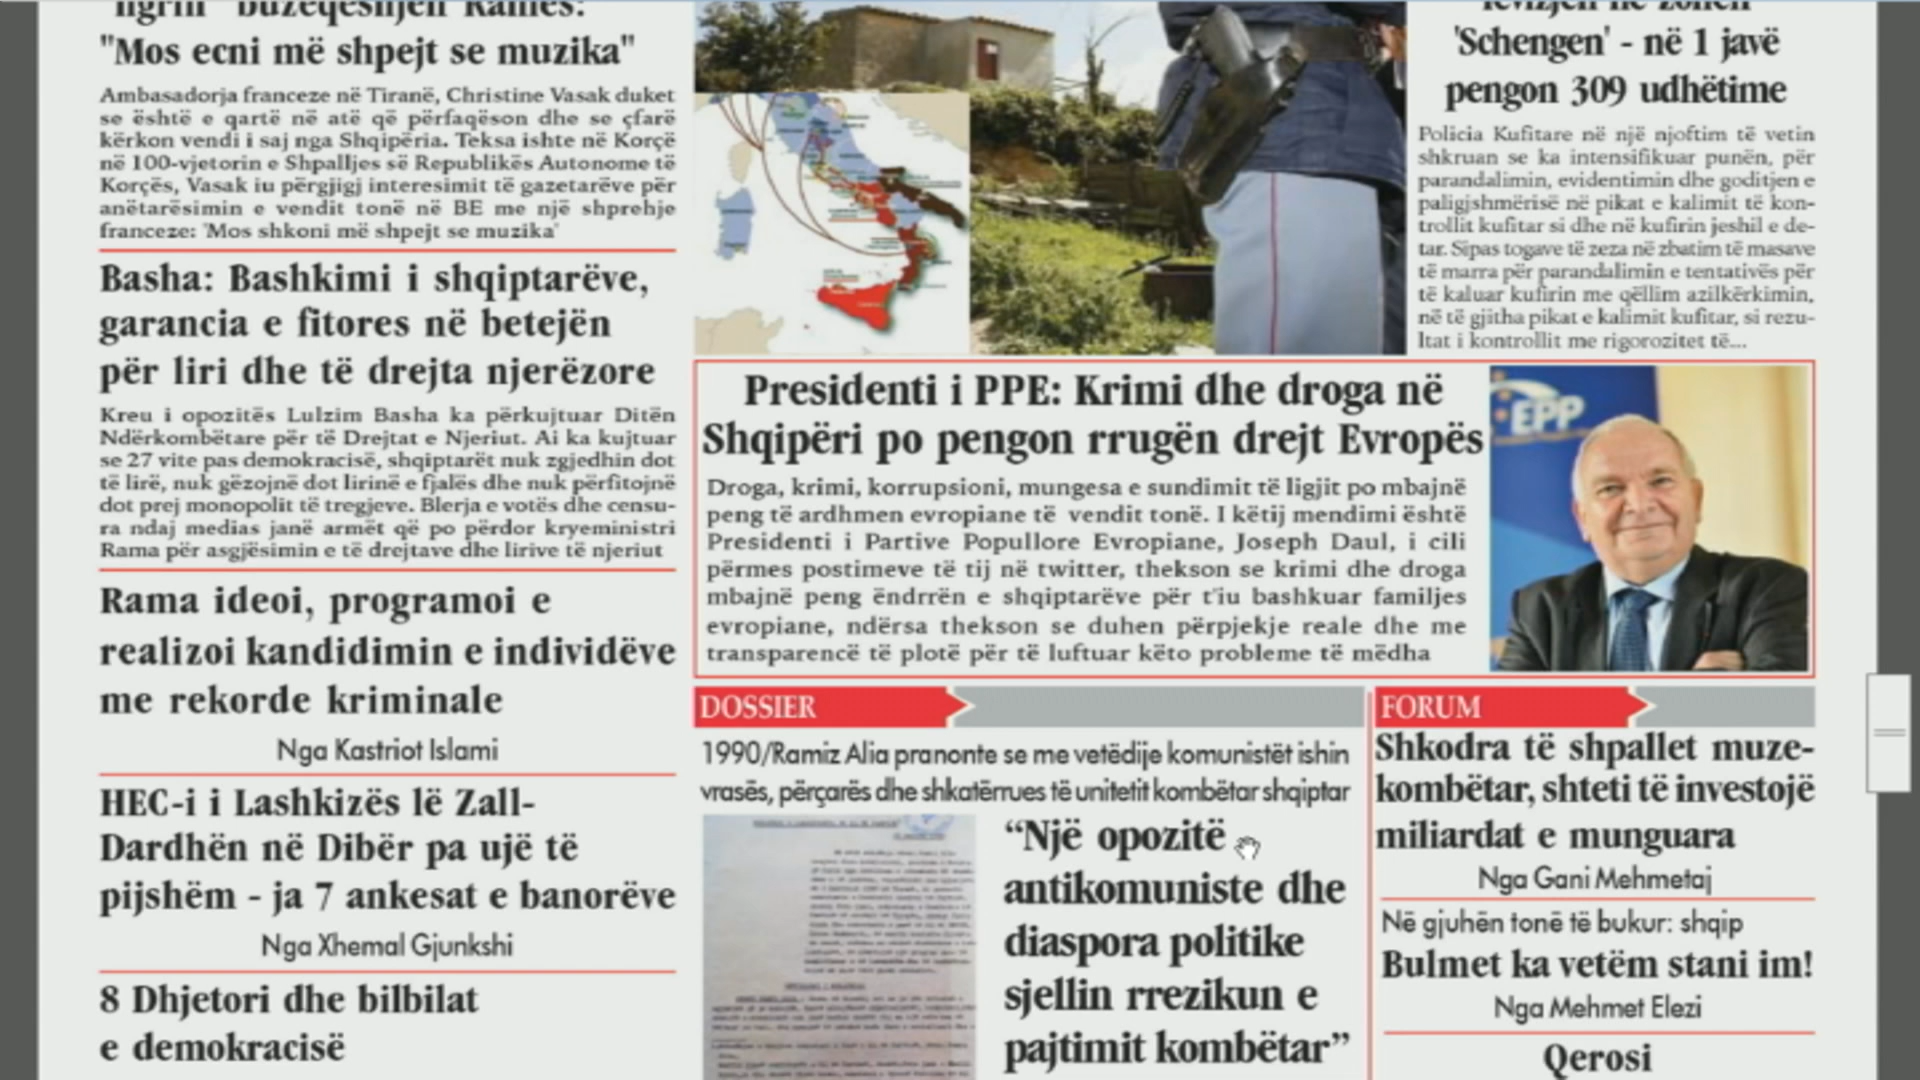 "Mos ecni më shpejt se muzika"
Ambasadorja franceze në Tiranë, Christine Vasak duket
se është e qartë në atë që përfaqëson dhe se çfarë
kërkon vendi i saj nga Shqipëria. Teksa ishte në Korçë
në 100-vjetorin e Shpalljes së Republikës Autonome të
Korçës, Vasak iu përgjigj interesimit të gazetarëve për
anëtarësimin e vendit tonë në BE me një shprehje
franceze: 'Mos shkoni më shpejt se muzika'
Basha: Bashkimi i shqiptarëve,
garancia e fitores në betejën
për liri dhe të drejta njerëzore
Kreu i opozitës Lulzim Basha ka përkujtuar Ditën
Ndërkombëtare për të Drejtat e Njeriut. Ai ka kujtuar
se 27 vite pas demokracisë, shqiptarët nuk zgjedhin dot
të lirë, nuk gëzojnë dot lirinë e fjalës dhe nuk përfitojnë
dot prej monopolit të tregjeve. Blerja e votës dhe censu-
ra ndaj medias janë armët që po përdor kryeministri
Rama për asgjësimin e të drejtave dhe lirive të njeriut
Rama ideoi, programoi e
realizoi kandidimin e individëve
me rekorde kriminale
Nga Kastriot Islami
HEC-i i Lashkizës lë Zall-
Dardhën në Dibër pa ujë të
pijshëm - ja 7 ankesat e banorëve
Nga Xhemal Gjunkshi
8 Dhjetori dhe bilbilat
e demokracisë
'Schengen' - në 1 javë
pengon 309 udhëtime
Policia Kufitare në një njoftim të vetin
shkruan se ka intensifikuar punën, për
parandalimin, evidentimin dhe goditjen e
paligjshmërisë në pikat e kalimit të kon-
trollit kufitar si dhe në kufirin jeshil e de-
tar. Sipas togave të zeza në zbatim të masave
të marra për parandalimin e tentativës për
të kaluar kufirin me qëllim azilkërkimin,
në të gjitha pikat e kalimit kufitar, si rezu-
ltat i kontrollit me rigorozitet të...
Presidenti i PPE: Krimi dhe droga në
Shqipëri po pengon rrugën drejt Evropës
Droga, krimi, korrupsioni, mungesa e sundimit të ligjit po mbajnë
peng të ardhmen evropiane të vendit tonë. I këtij mendimi është
Presidenti i Partive Popullore Evropiane, Joseph Daul, i cili
përmes postimeve të tij në twitter, thekson se krimi dhe droga
mbajnë peng ëndrrën e shqiptarëve për t'iu bashkuar familjes
evropiane, ndërsa thekson se duhen përpjekje reale dhe me
transparencë të plotë për të luftuar këto probleme të mëdha
EPP
DOSSIER
1990/Ramiz Alia pranonte se me vetëdije komunistët ishin
vrasës, përçarës dhe shkatërrues të unitetit kombëtar shqiptar
“Një opozitë
antikomuniste dhe
diaspora politike
sjellin rrezikun e
pajtimit kombëtar”
FORUM
Shkodra të shpallet muze-
kombëtar, shteti të investojë
miliardat e munguara
Nga Gani Mehmetaj
Në gjuhën tonë të bukur: shqip
Bulmet ka vetëm stani im!
Nga Mehmet Elezi
Qerosi